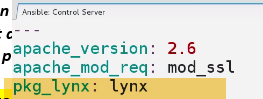 Ansible: Control Server
---
apache_version: 2.6
apache_mod_req: mod_ssl
pkg_lynx: lynx